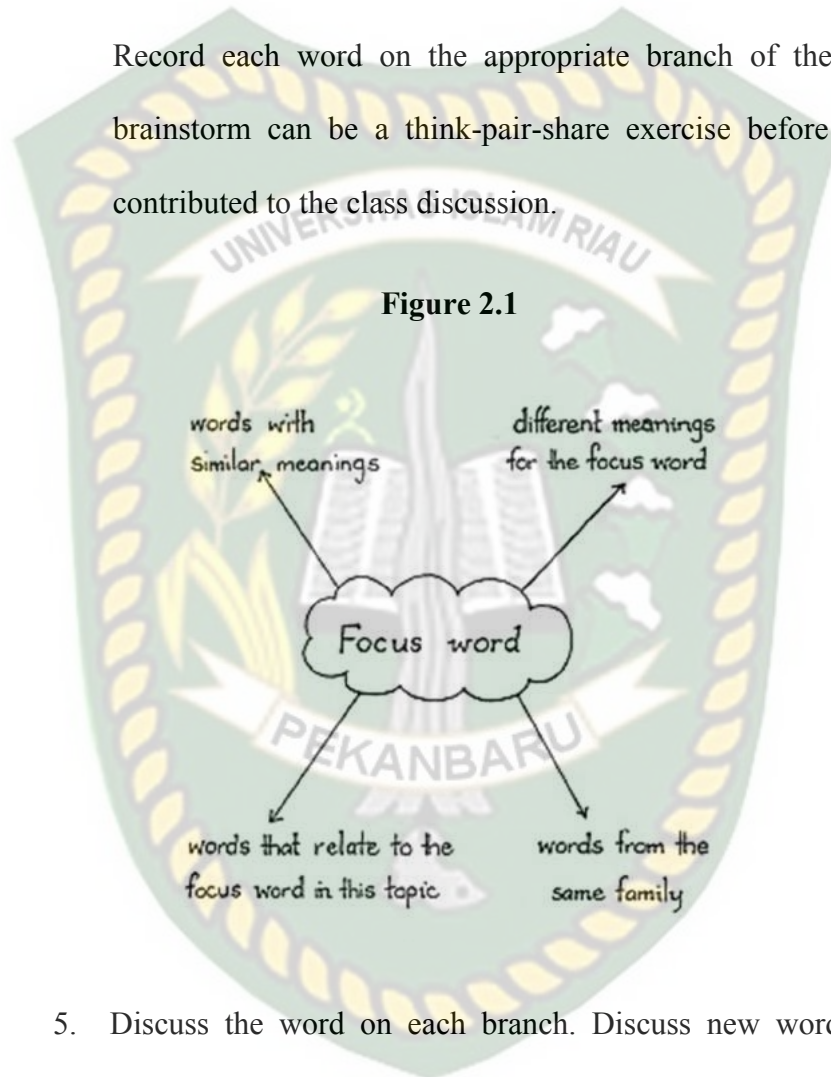 Record each word on the appropriate branch of the
brainstorm can be a think-pair-share exercise before
contributed to the class discussion.
UNIVERSITAS ISLAM RIAU
Figure 2.1
words with
similar meanings
different meanings
for the focus word
Focus word
PEKANBARU
words that relate to the
focus word in this topic
words from the
same family
5. Discuss the word on each branch. Discuss new word